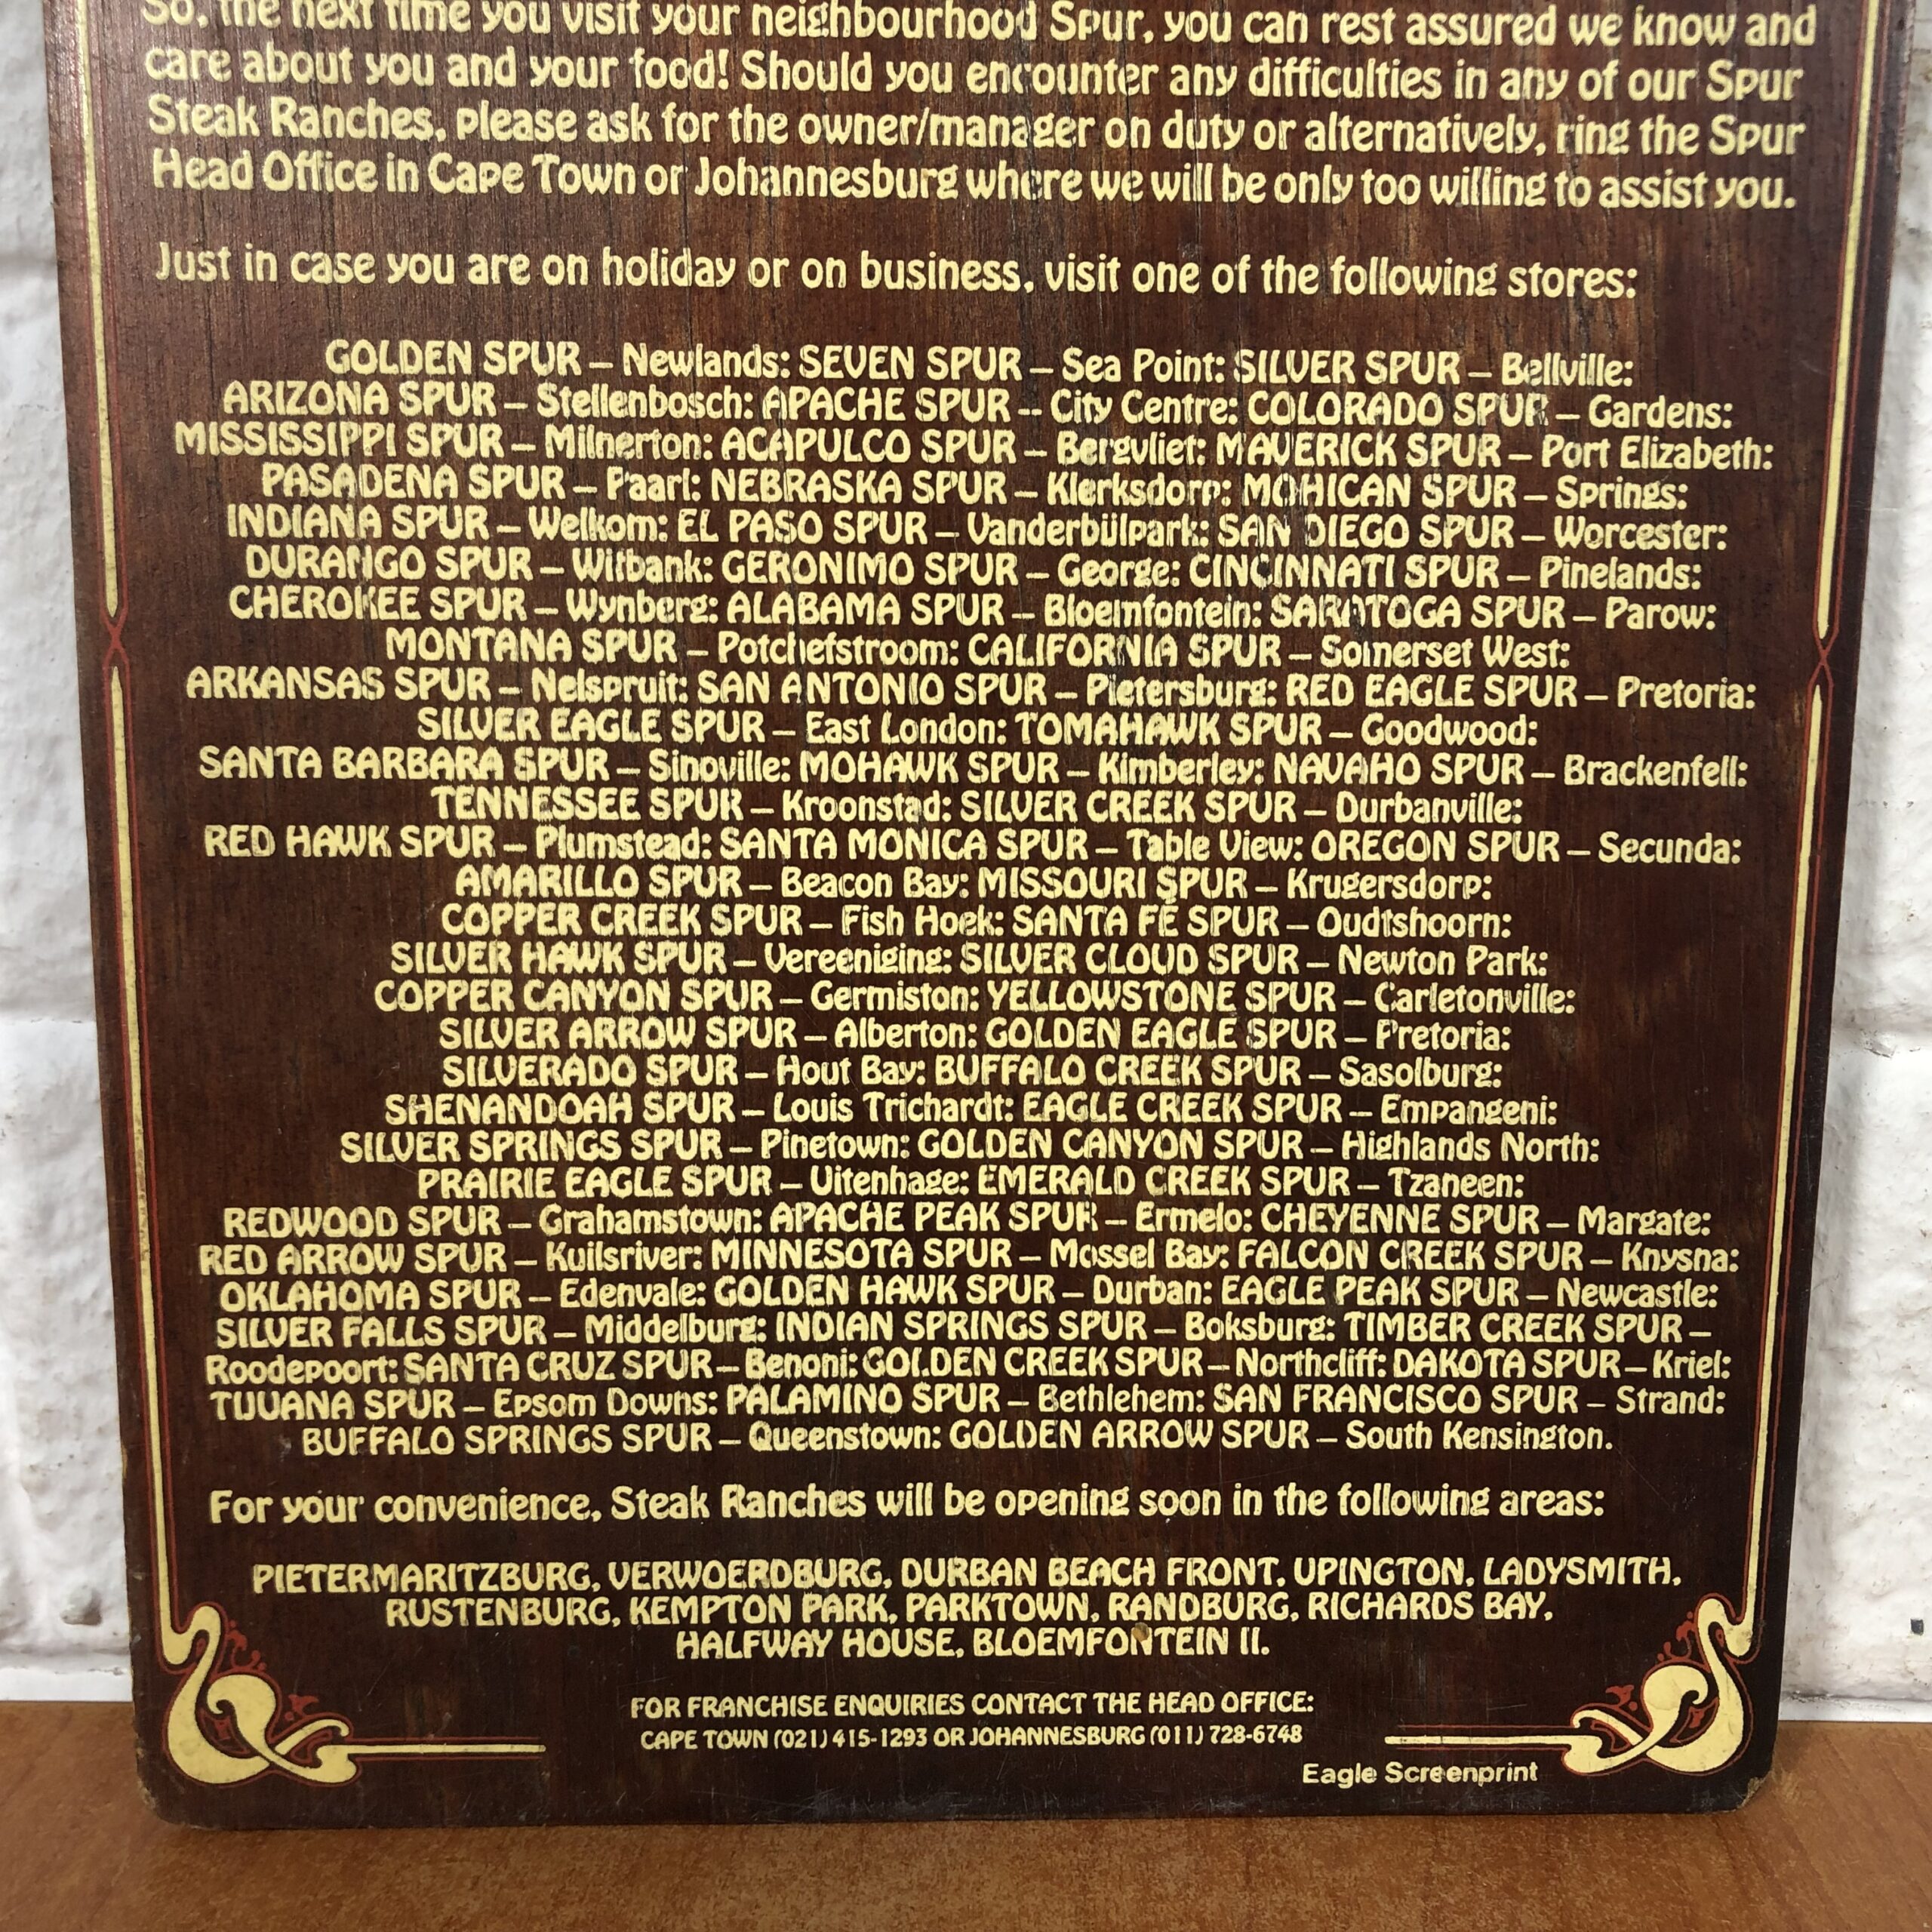 So, the next time you visit your neighbourhood Spur, you can rest assured we know and
care about you and your food! Should you encounter any difficulties in any of our Spur
Steak Ranches, please ask for the owner/manager on duty or alternatively, ring the Spur
Head Office in Cape Town or Johannesburg where we will be only too willing to assist you.
Just in case you are on holiday or on business, visit one of the following stores:
GOLDEN SPUR – Newlands: SEVEN SPUR – Sea Point: SILVER SPUR – Bellville:
ARIZONA SPUR – Stellenbosch: APACHE SPUR -- City Centre: COLORADO SPUR – Gardens:
MISSISSIPPI SPUR – Milnerton: ACAPULCO SPUR – Bergvliet: MAVERICK SPUR – Port Elizabeth:
PASADENA SPUR – Paarl: NEBRASKA SPUR – Klerksdorp: MOHICAN SPUR – Springs:
INDIANA SPUR – Welkom: EL PASO SPUR – Vanderbülpark: SAN DIEGO SPUR – Worcester:
DURANGO SPUR – Witbank: GERONIMO SPUR – George: CINCINNATI SPUR – Pinelands:
CHEROKEE SPUR – Wynberg: ALABAMA SPUR – Bloemfontein: SARATOGA SPUR – Parow:
MONTANA SPUR – Potchefstroom: CALIFORNIA SPUR – Somerset West:
ARKANSAS SPUR – Nelspruit: SAN ANTONIO SPUR – Pietersburg: RED EAGLE SPUR – Pretoria:
SILVER EAGLE SPUR – East London: TOMAHAWK SPUR – Goodwood:
SANTA BARBARA SPUR – Sinoville: MOHAWK SPUR – Kimberley: NAVAHO SPUR – Brackenfell:
TENNESSEE SPUR – Kroonstad: SILVER CREEK SPUR – Durbanville:
RED HAWK SPUR – Plumstead: SANTA MONICA SPUR – Table View: OREGON SPUR – Secunda:
AMARILLO SPUR – Beacon Bay: MISSOURI SPUR – Krugersdorp:
COPPER CREEK SPUR – Fish Hoek: SANTA FÉ SPUR – Oudtshoorn:
SILVER HAWK SPUR – Vereeniging: SILVER CLOUD SPUR – Newton Park:
COPPER CANYON SPUR – Germiston: YELLOWSTONE SPUR – Carletonville:
SILVER ARROW SPUR – Alberton: GOLDEN EAGLE SPUR – Pretoria:
SILVERADO SPUR – Hout Bay: BUFFALO CREEK SPUR – Sasolburg:
SHENANDOAH SPUR – Louis Trichardt: EAGLE CREEK SPUR – Empangeni:
SILVER SPRINGS SPUR – Pinetown: GOLDEN CANYON SPUR – Highlands North:
PRAIRIE EAGLE SPUR – Uitenhage: EMERALD CREEK SPUR – Tzaneen:
REDWOOD SPUR – Grahamstown: APACHE PEAK SPUR – Ermelo: CHEYENNE SPUR – Margate:
RED ARROW SPUR – Kuilsriver: MINNESOTA SPUR – Mossel Bay: FALCON CREEK SPUR – Knysna:
OKLAHOMA SPUR – Edenvale: GOLDEN HAWK SPUR – Durban: EAGLE PEAK SPUR – Newcastle:
SILVER FALLS SPUR – Middelburg: INDIAN SPRINGS SPUR – Boksburg: TIMBER CREEK SPUR –
Roodepoort: SANTA CRUZ SPUR – Benoni: GOLDEN CREEK SPUR – Northcliff: DAKOTA SPUR – Kriel:
TIJUANA SPUR – Epsom Downs: PALAMINO SPUR – Bethlehem: SAN FRANCISCO SPUR – Strand:
BUFFALO SPRINGS SPUR – Queenstown: GOLDEN ARROW SPUR – South Kensington.
For your convenience, Steak Ranches will be opening soon in the following areas:
PIETERMARITZBURG, VERWOERDBURG, DURBAN BEACH FRONT, UPINGTON, LADYSMITH,
RUSTENBURG, KEMPTON PARK, PARKTOWN, RANDBURG, RICHARDS BAY,
HALFWAY HOUSE, BLOEMFONTEIN II.
FOR FRANCHISE ENQUIRIES CONTACT THE HEAD OFFICE:
CAPE TOWN (021) 415-1293 OR JOHANNESBURG (011) 728-6748
Eagle Screenprint